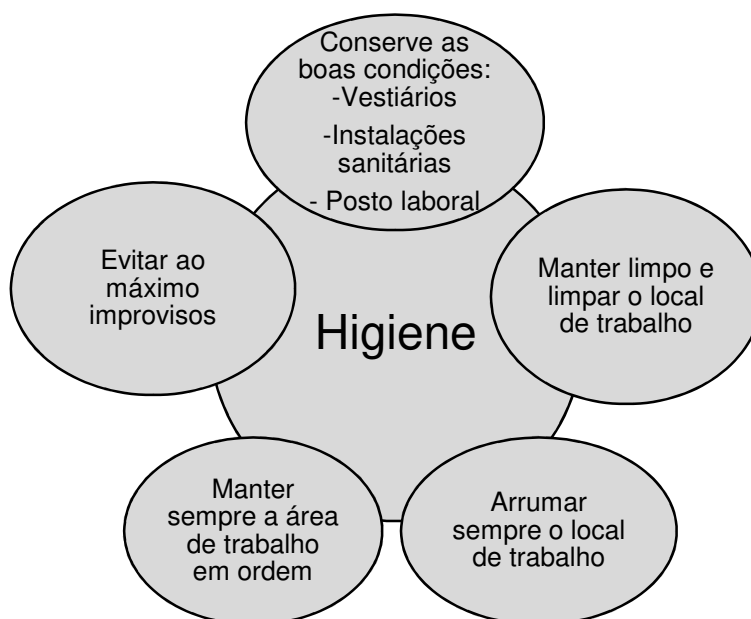 Conserve as
boas condições:
-Vestiários
-Instalações
sanitárias
- Posto laboral
Evitar ao
máximo
improvisos
Higiene
Manter limpo e
limpar o local
de trabalho
Manter
sempre a área
de trabalho
em ordem
Arrumar
sempre o local
de trabalho